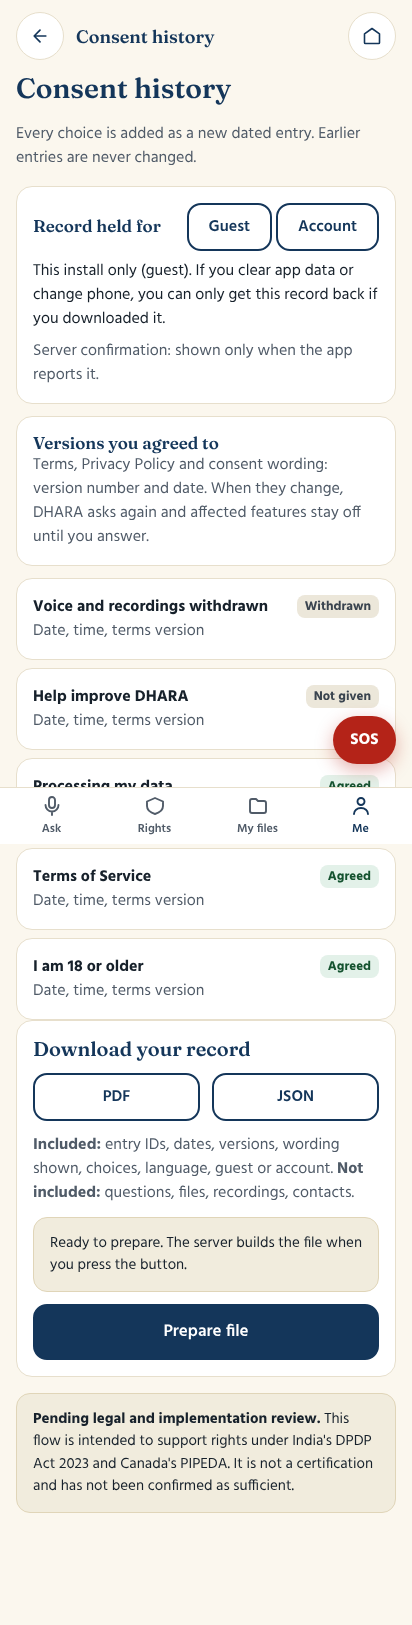 Consent history
Consent history
Every choice is added as a new dated entry. Earlier
entries are never changed.
Record held for
Guest
Account
This install only (guest). If you clear app data or
change phone, you can only get this record back if
you downloaded it.
Server confirmation: shown only when the app
reports it.
Versions you agreed to
Terms, Privacy Policy and consent wording:
version number and date. When they change,
DHARA asks again and affected features stay off
until you answer.
Voice and recordings withdrawn
Withdrawn
Date, time, terms version
Help improve DHARA
Not given
Date, time, terms version
SOS
Processing my data
Agreed
Ask
Rights
My files
Me
Terms of Service
Agreed
Date, time, terms version
I am 18 or older
Agreed
Date, time, terms version
Download your record
PDF
JSON
Included: entry IDs, dates, versions, wording
shown, choices, language, guest or account. Not
included: questions, files, recordings, contacts.
Ready to prepare. The server builds the file when
you press the button.
Prepare file
Pending legal and implementation review. This
flow is intended to support rights under India's DPDP
Act 2023 and Canada's PIPEDA. It is not a certification
and has not been confirmed as sufficient.